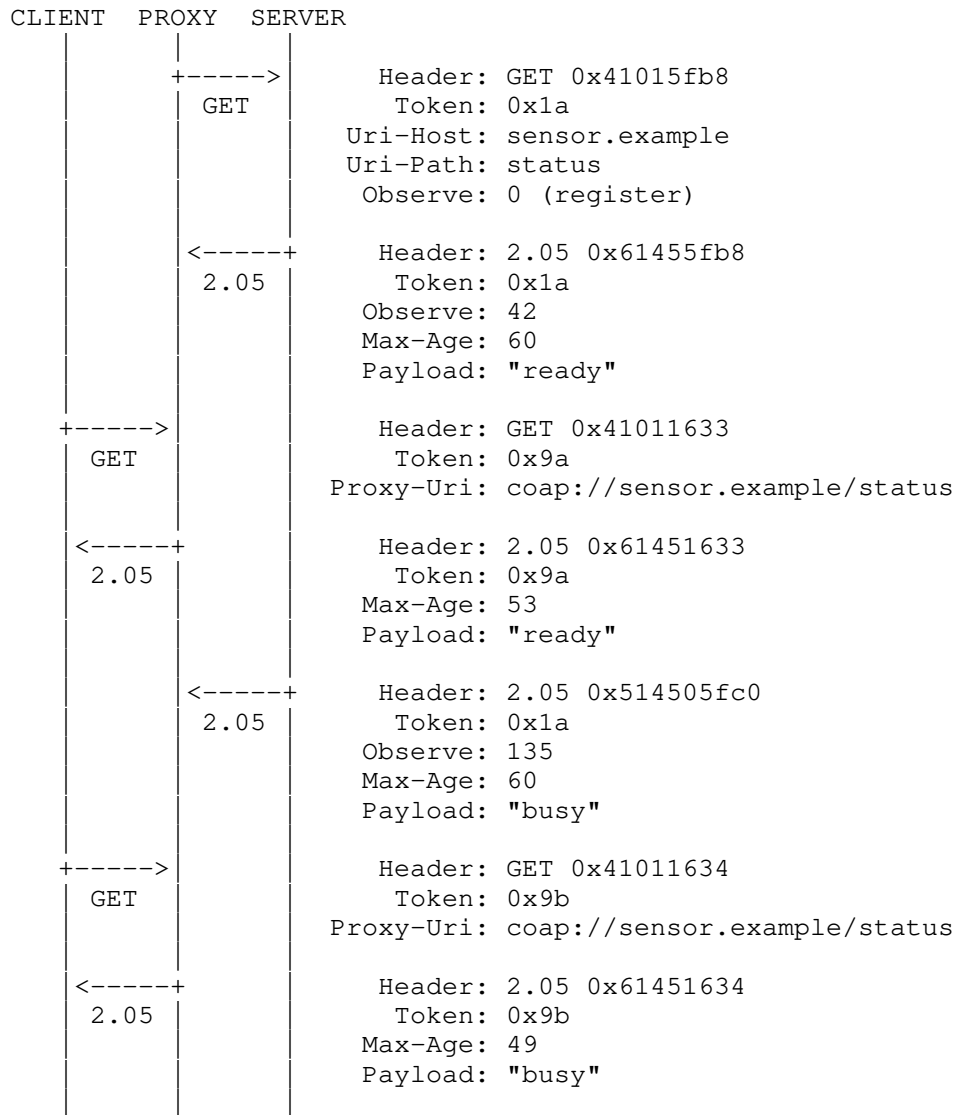 CLIENT PROXY SERVER
Header: GET 0x41015fb8
GET Token: 0x1a
Uri-Host: sensor.example
Uri-Path: status
Observe: 0 (register)
Header: 2.05 0x61455fb8
2.05 Token: 0x1a
Observe: 42
Max-Age: 60
Payload: "ready"
Header: GET 0x41011633
GET Token: 0x9a
Proxy-Uri: coap://sensor.example/status
Header: 2.05 0x61451633
2.05 Token: 0x9a
Max-Age: 53
Payload: "ready"
Header: 2.05 0x514505fc0
2.05 Token: 0x1a
Observe: 135
Max-Age: 60
Payload: "busy"
Header: GET 0x41011634
GET Token: 0x9b
Proxy-Uri: coap://sensor.example/status
Header: 2.05 0x61451634
2.05 Token: 0x9b
Max-Age: 49
Payload: "busy"